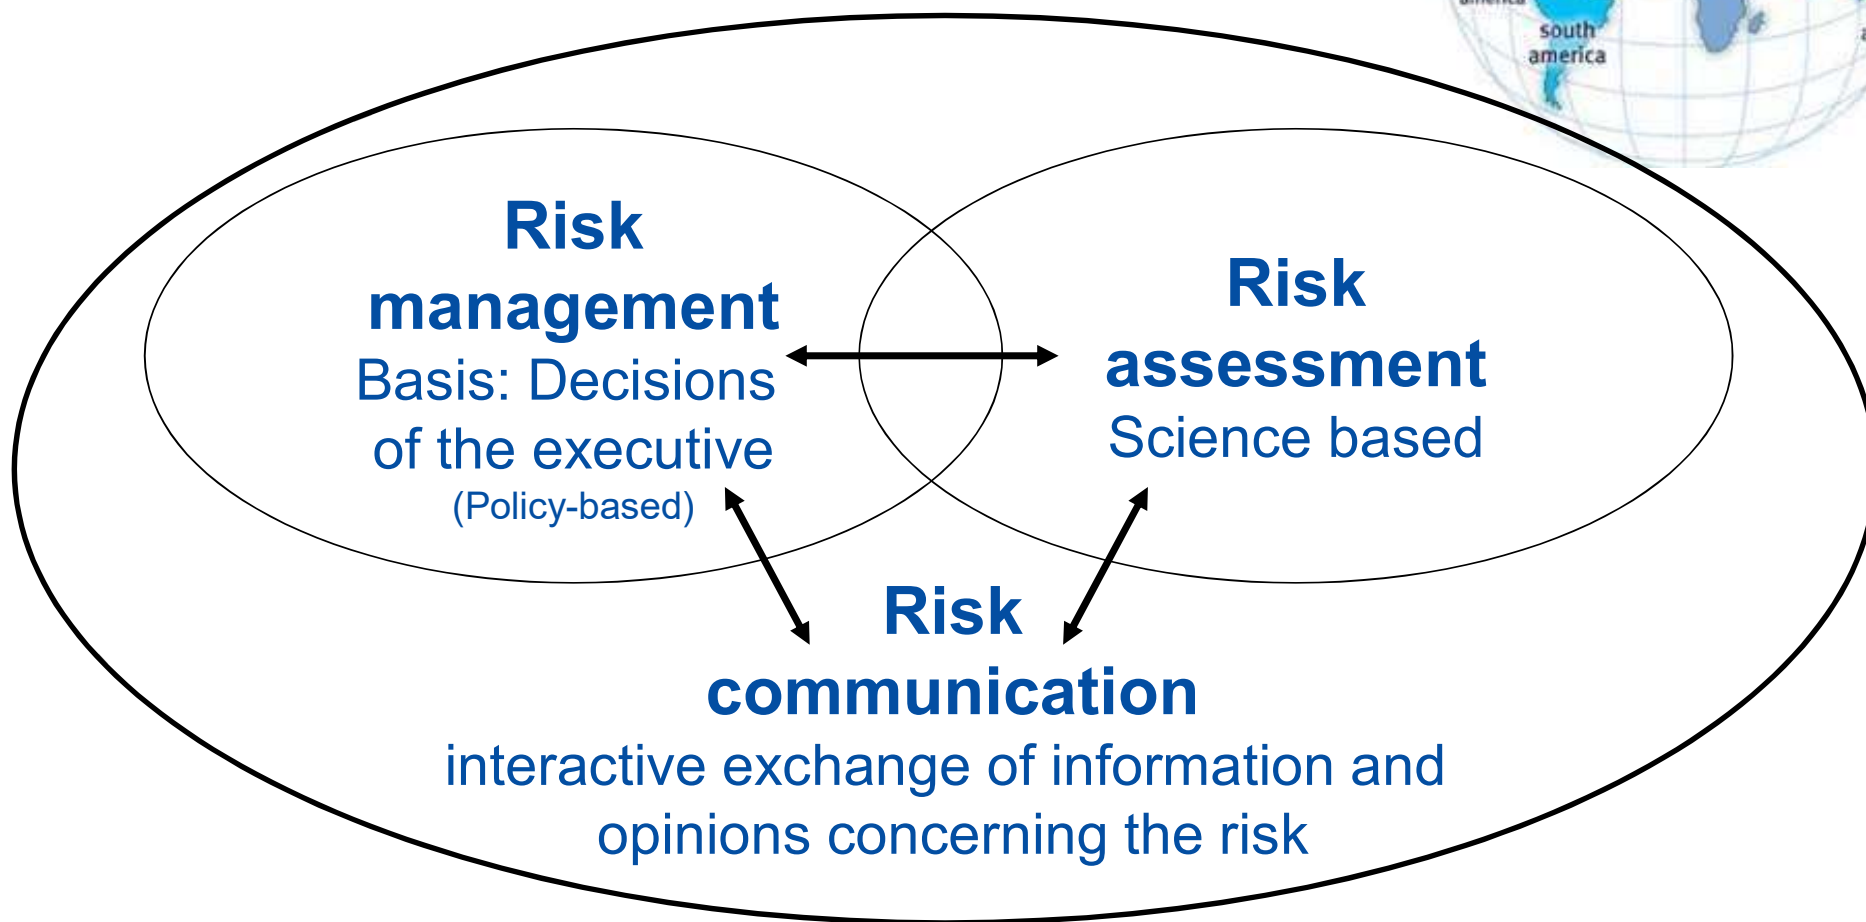 america
south
america
Risk
management
Basis: Decisions
of the executive
(Policy-based)
Risk
assessment
Science based
Risk
communication
interactive exchange of information and
opinions concerning the risk